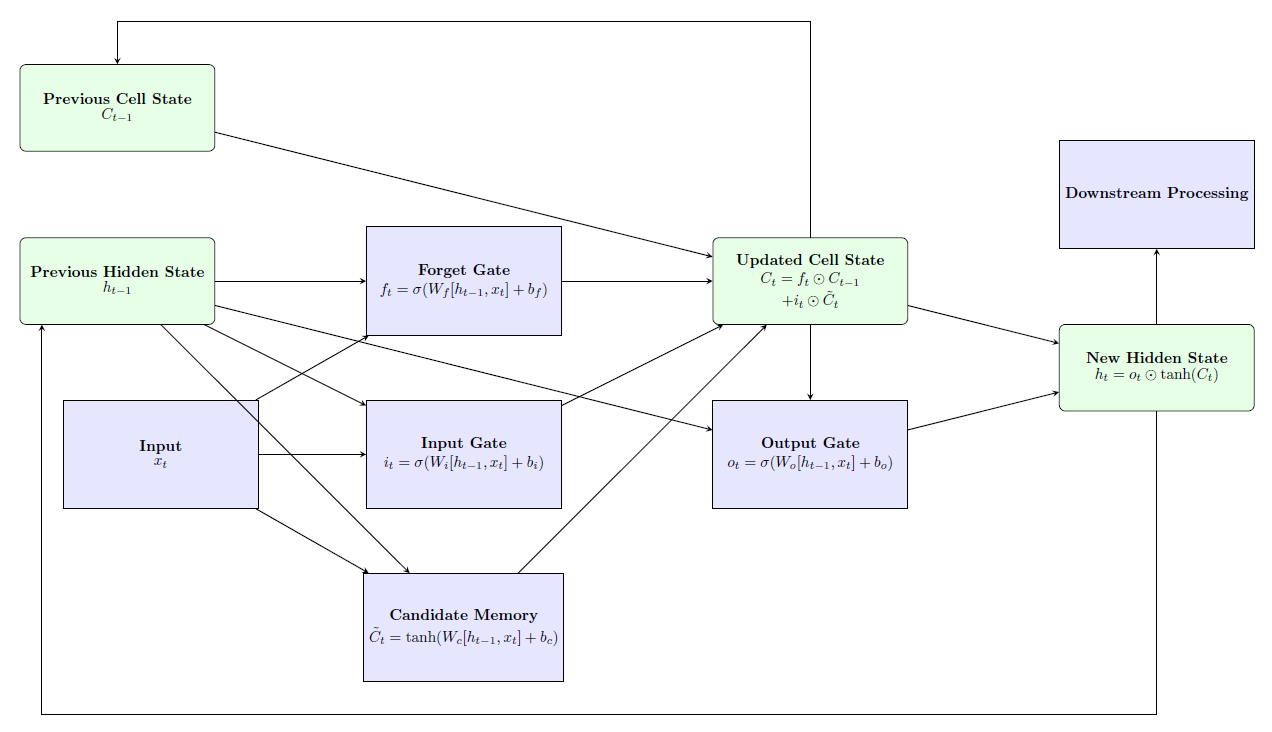 Previous Cell State
C_{t−1}
Downstream Processing
Previous Hidden State
h_{t−1}
Forget Gate
f_t = σ(W_f[h_{t−1}, x_t] + b_f)
Updated Cell State
C_t = f_t ⊙ C_{t−1}
+i_t ⊙ C̃_t
New Hidden State
h_t = o_t ⊙ tanh(C_t)
Input
x_t
Input Gate
i_t = σ(W_i[h_{t−1}, x_t] + b_i)
Output Gate
o_t = σ(W_o[h_{t−1}, x_t] + b_o)
Candidate Memory
C̃_t = tanh(W_c[h_{t−1}, x_t] + b_c)